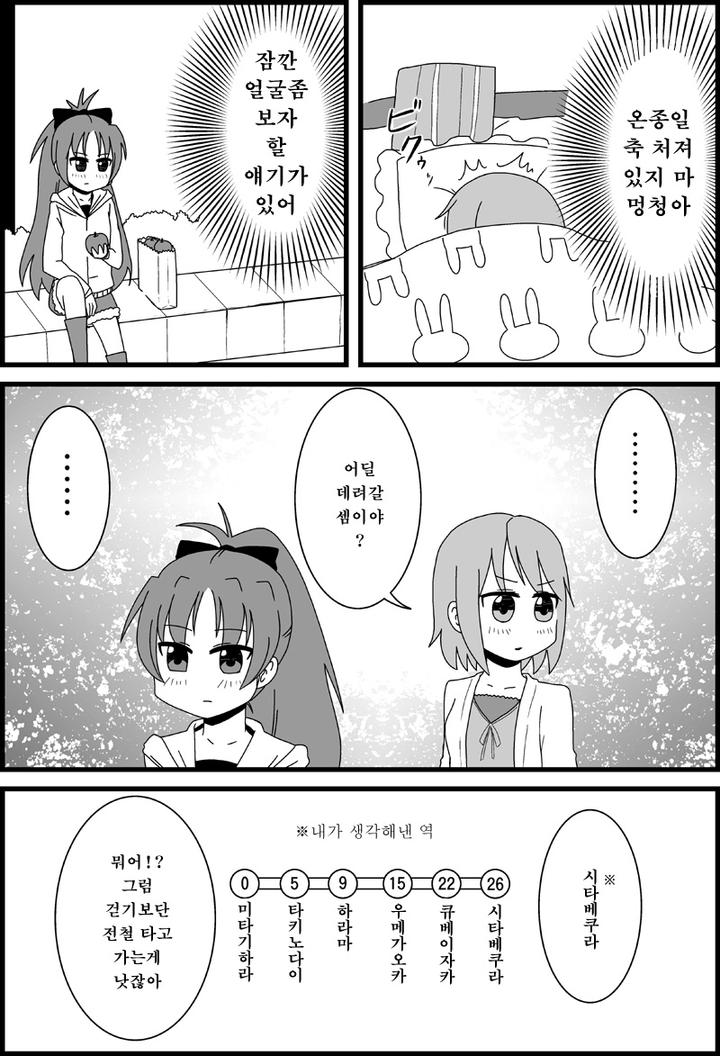 온종일
축 처져
있지 마
멍청아
ビクゥ
잠깐
얼굴좀
보자
할
얘기가
있어
………
어딜
데려갈
셈이야
?
……
※
시타베쿠라
※내가 생각해낸 역
0 5 9 15 22 26
미타기하라
타키노다이
하라마
우메가오카
큐베이자카
시타베쿠라
뭐어!?
그럼
걷기보단
전철 타고
가는게
낫잖아